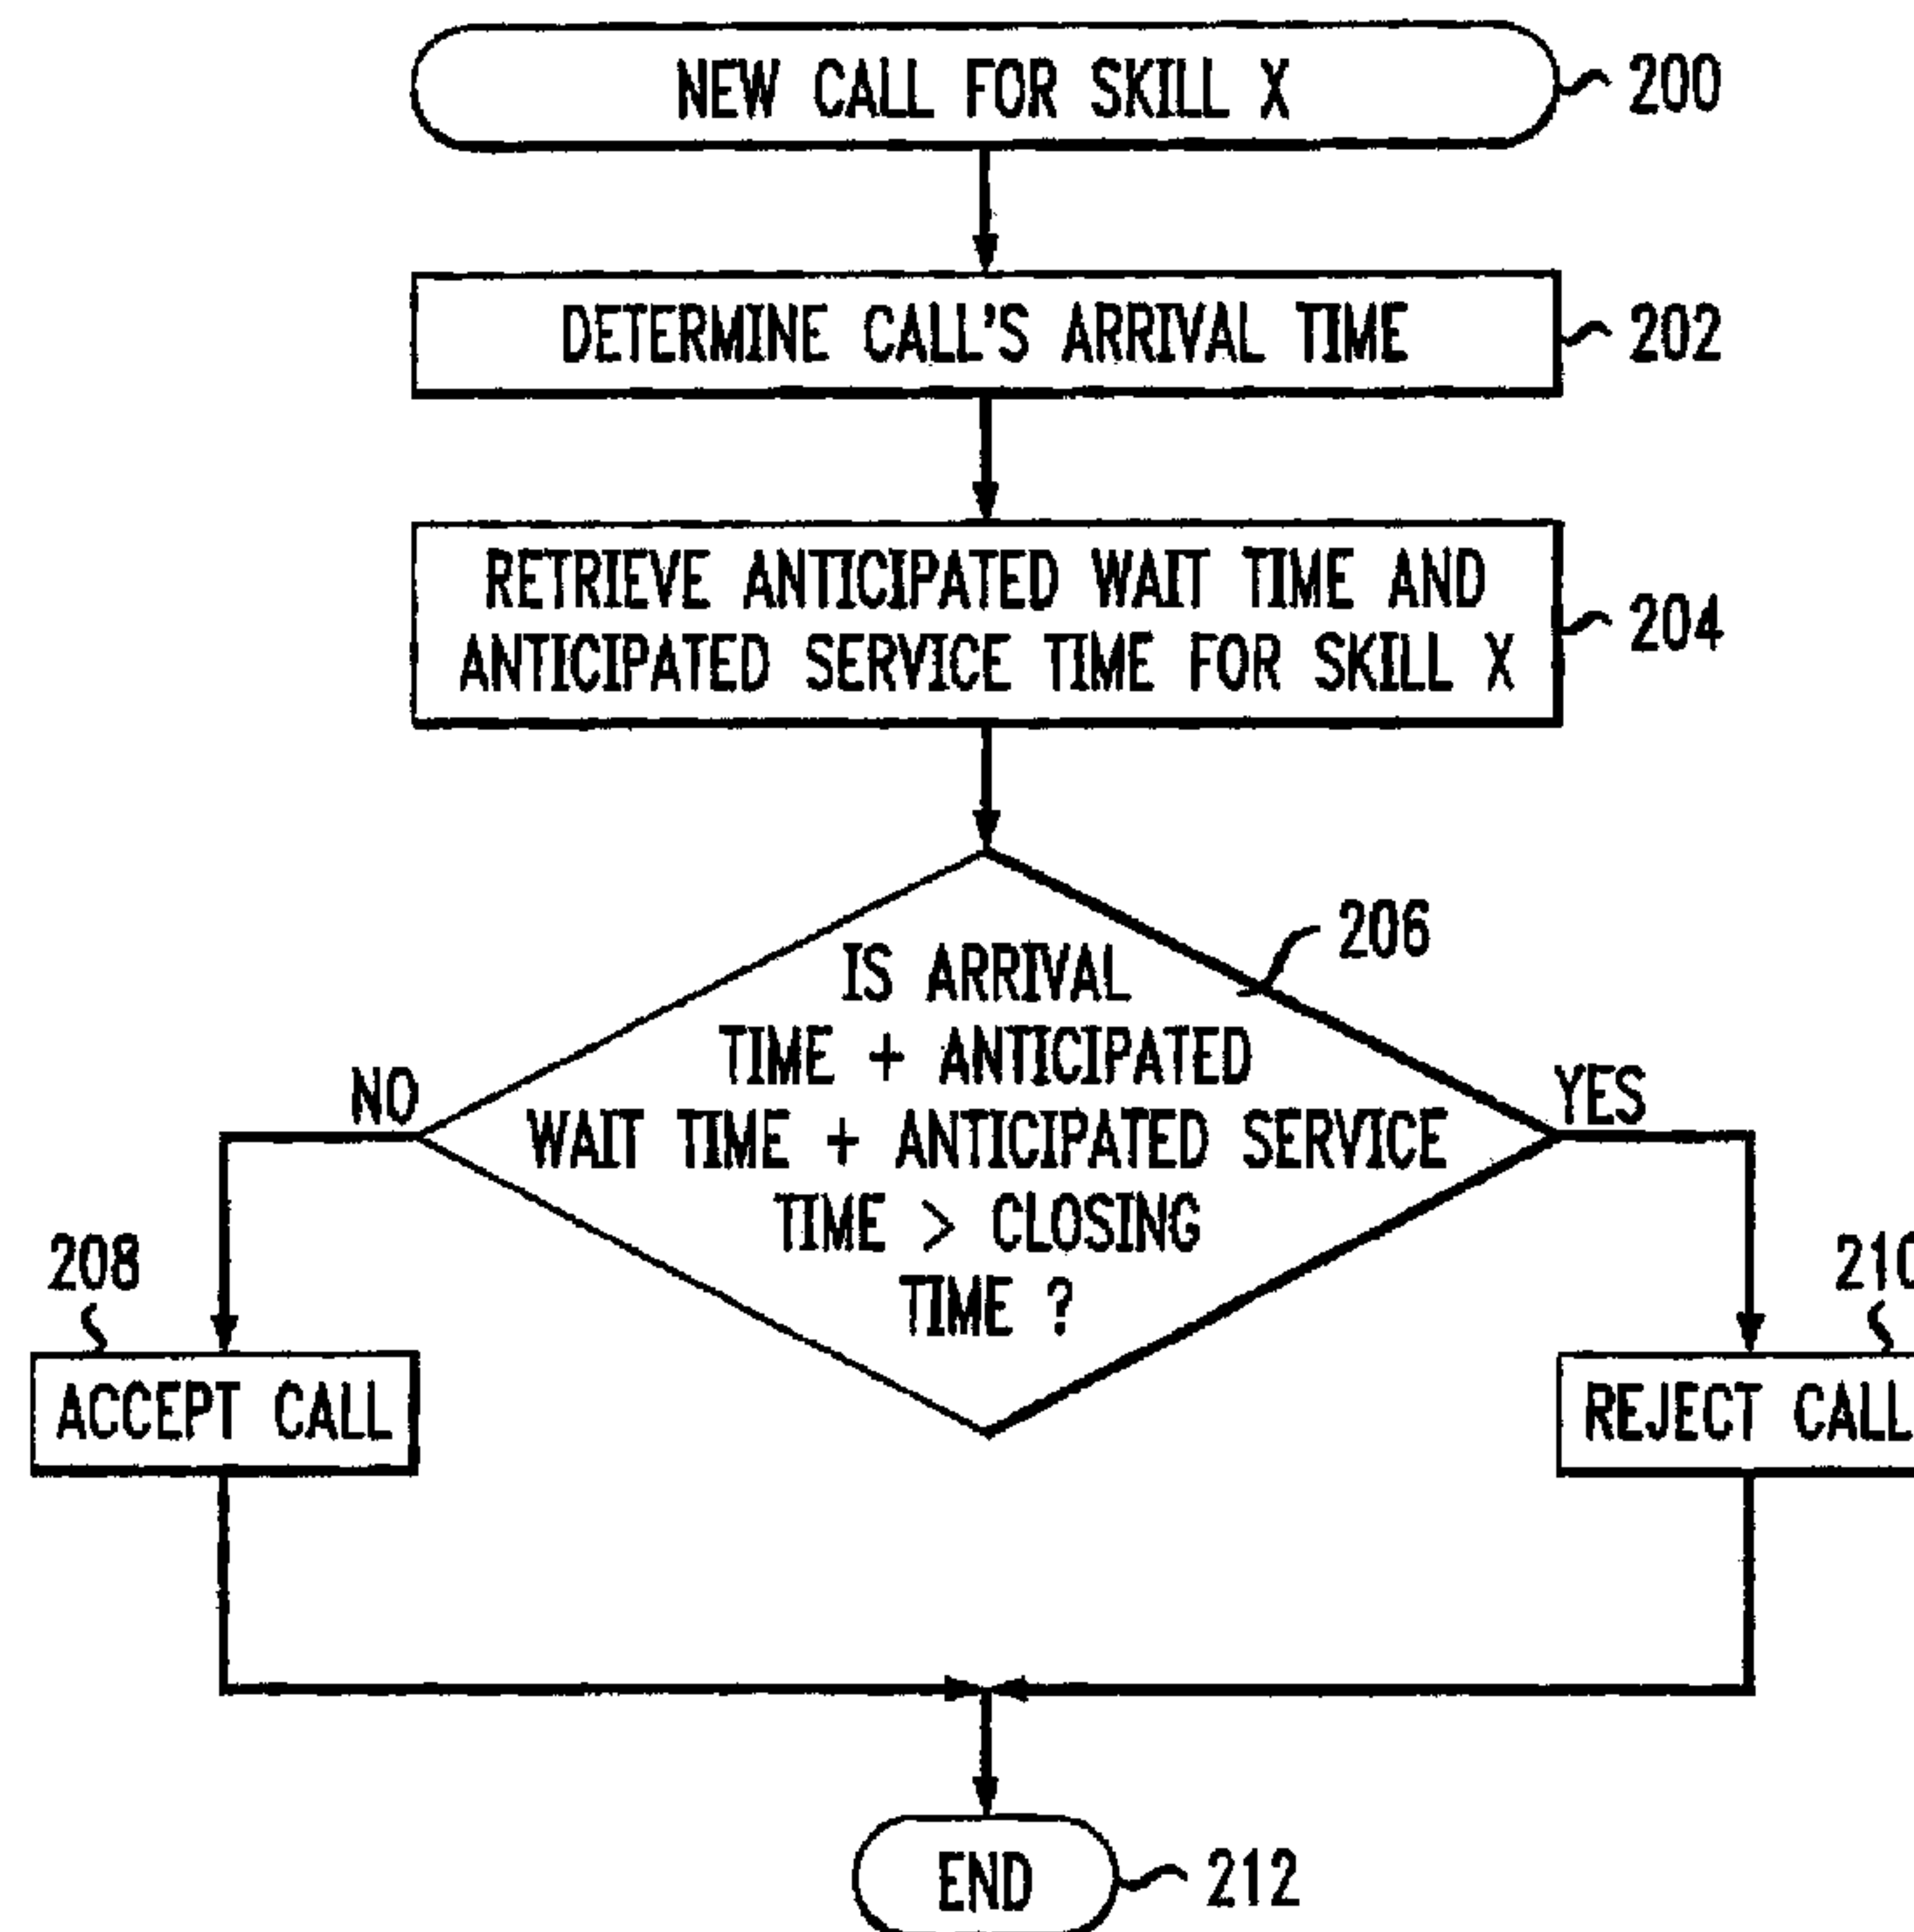 NEW CALL FOR SKILL X
200
DETERMINE CALL'S ARRIVAL TIME
202
RETRIEVE ANTICIPATED WAIT TIME AND
ANTICIPATED SERVICE TIME FOR SKILL X
204
206
IS ARRIVAL
TIME + ANTICIPATED
WAIT TIME + ANTICIPATED SERVICE
TIME > CLOSING
TIME ?
NO
YES
208
ACCEPT CALL
210
REJECT CALL
END
212